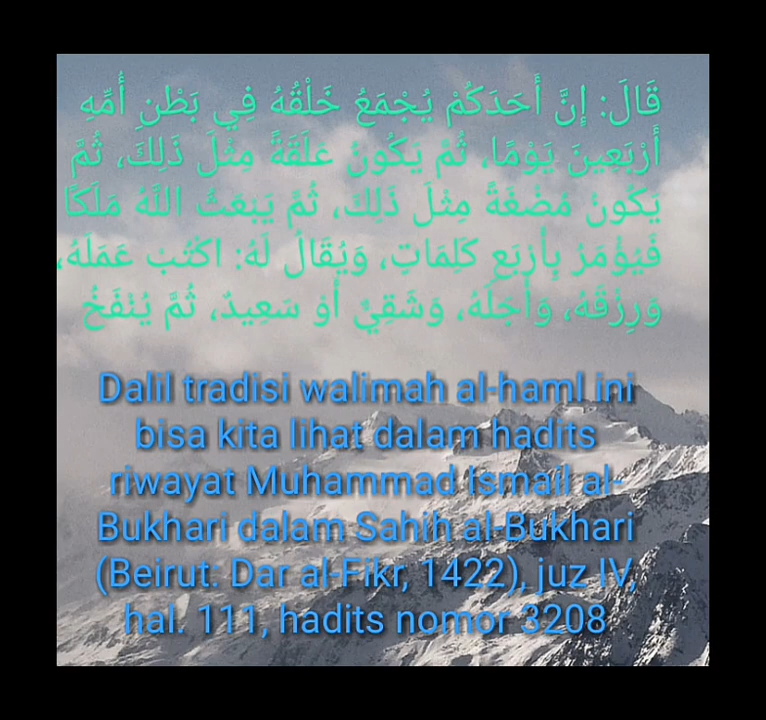 قَالَ: إِنَّ أَحَدَكُمْ يُجْمَعُ خَلْقُهُ فِي بَطْنِ أُمِّهِ
أَرْبَعِينَ يَوْمًا، ثُمَّ يَكُونُ عَلَقَةً مِثْلَ ذَلِكَ، ثُمَّ
يَكُونُ مُضْغَةً مِثْلَ ذَلِكَ، ثُمَّ يَبْعَثُ اللَّهُ مَلَكًا
فَيُؤْمَرُ بِأَرْبَعِ كَلِمَاتٍ، وَيُقَالُ لَهُ: اكْتُبْ عَمَلَهُ،
وَرِزْقَهُ، وَأَجَلَهُ، وَشَقِيٌّ أَوْ سَعِيدٌ، ثُمَّ يُنْفَخُ
Dalil tradisi walimah al-haml ini
bisa kita lihat dalam hadits
riwayat Muhammad Ismail al-
Bukhari dalam Sahih al-Bukhari
(Beirut: Dar al-Fikr, 1422), juz IV,
hal. 111, hadits nomor 3208